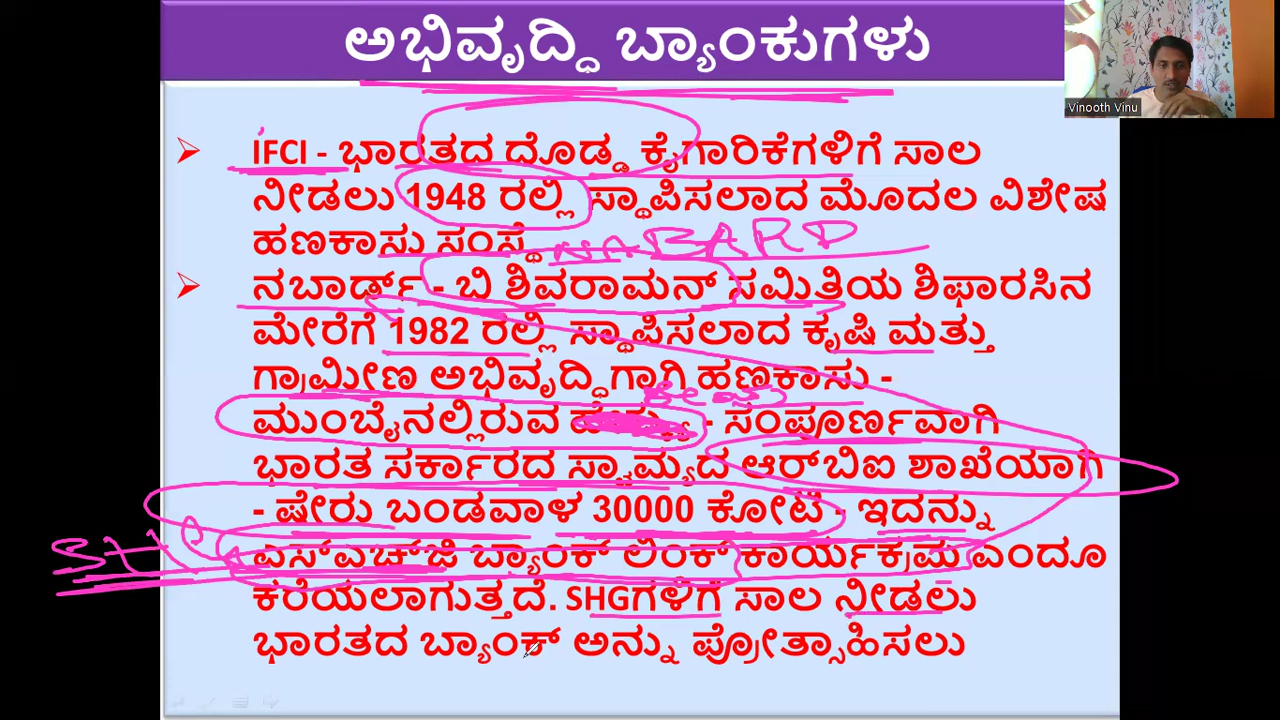 ಅಭಿವೃದ್ಧಿ ಬ್ಯಾಂಕುಗಳು
Vinooth Vinu
IFCI - ಭಾರತದ ದೊಡ್ಡ ಕೈಗಾರಿಕೆಗಳಿಗೆ ಸಾಲ
ನೀಡಲು 1948 ರಲ್ಲಿ ಸ್ಥಾಪಿಸಲಾದ ಮೊದಲ ವಿಶೇಷ
ಹಣಕಾಸು ಸಂಸ್ಥೆ
NABARD
ನಬಾರ್ಡ್ - ಬಿ ಶಿವರಾಮನ್ ಸಮಿತಿಯ ಶಿಫಾರಸಿನ
ಮೇರೆಗೆ 1982 ರಲ್ಲಿ ಸ್ಥಾಪಿಸಲಾದ ಕೃಷಿ ಮತ್ತು
ಗ್ರಾಮೀಣ ಅಭಿವೃದ್ಧಿಗಾಗಿ ಹಣಕಾಸು -
ಮುಂಬೈನಲ್ಲಿರುವ - ಸಂಪೂರ್ಣವಾಗಿ
ಭಾರತ ಸರ್ಕಾರದ ಸ್ವಾಮ್ಯದ ಆರ್‌ಬಿಐ ಶಾಖೆಯಾಗಿ
- ಷೇರು ಬಂಡವಾಳ 30000 ಕೋಟಿ - ಇದನ್ನು
SHG
ಎಸ್‌ಎಚ್‌ಜಿ ಬ್ಯಾಂಕ್ ಲಿಂಕ್ ಕಾರ್ಯಕ್ರಮ ಎಂದೂ
ಕರೆಯಲಾಗುತ್ತದೆ. SHGಗಳಿಗೆ ಸಾಲ ನೀಡಲು
ಭಾರತದ ಬ್ಯಾಂಕ್ ಅನ್ನು ಪ್ರೋತ್ಸಾಹಿಸಲು